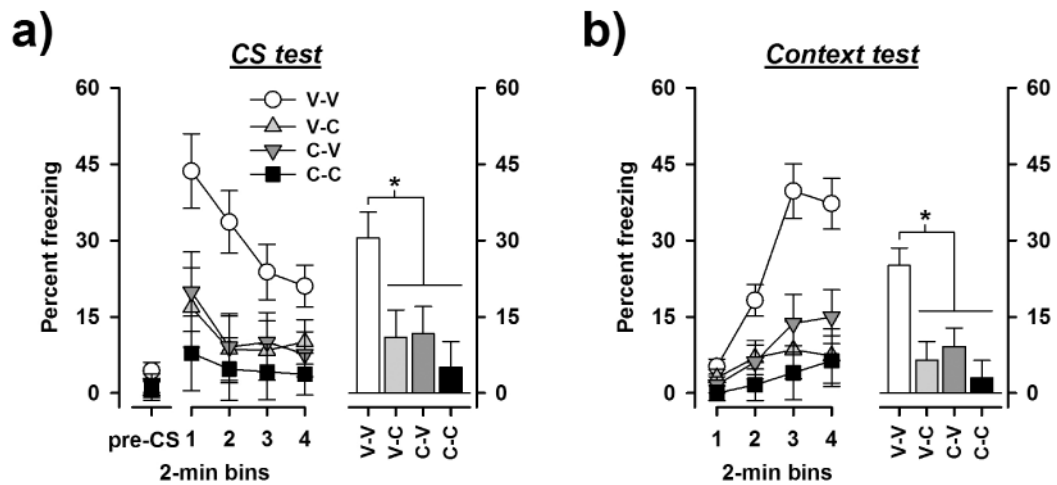 a)
CS test
Percent freezing
60
45
30
15
0
V-V
V-C
C-V
C-C
pre-CS 1 2 3 4
2-min bins
*
60
45
30
15
0
V-V
V-C
C-V
C-C
b)
Context test
Percent freezing
60
45
30
15
0
1 2 3 4
2-min bins
*
60
45
30
15
0
V-V
V-C
C-V
C-C